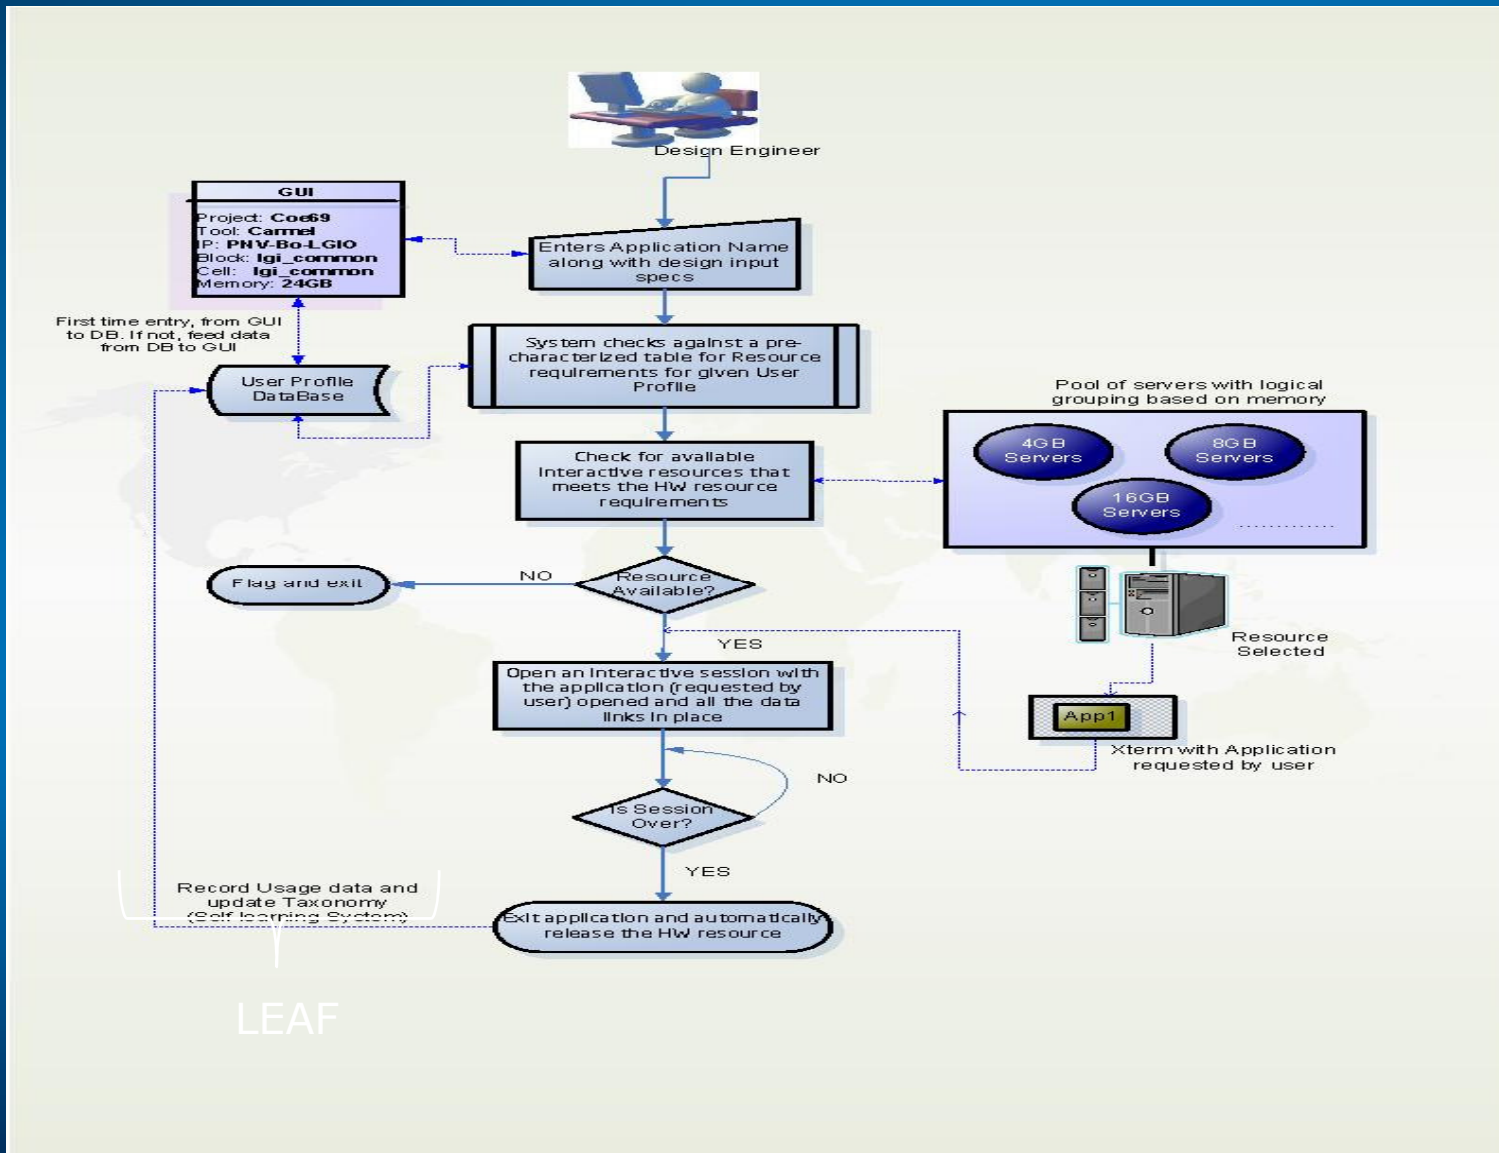 Design Engineer
GUI
Project: Coe69
Tool: Carmel
IP: PNV-Bo-LGIO
Block: lgi_common
Cell: lgi_common
Memory: 24GB
Enters Application Name
along with design input
specs
First time entry, from GUI
to DB. If not, feed data
from DB to GUI
System checks against a pre-
characterized table for Resource
requirements for given User
Profile
User Profile
DataBase
Pool of servers with logical
grouping based on memory
4GB
Servers
8GB
Servers
16GB
Servers
.............
Check for available
Interactive resources that
meets the HW resource
requirements
Flag and exit
NO
Resource
Available?
YES
Resource
Selected
Open an Interactive session with
the application (requested by
user) opened and all the data
links in place
App1
Xterm with Application
requested by user
NO
Is Session
Over?
YES
Record Usage data and
update Taxonomy
(Self learning System)
Exit application and automatically
release the HW resource
LEAF